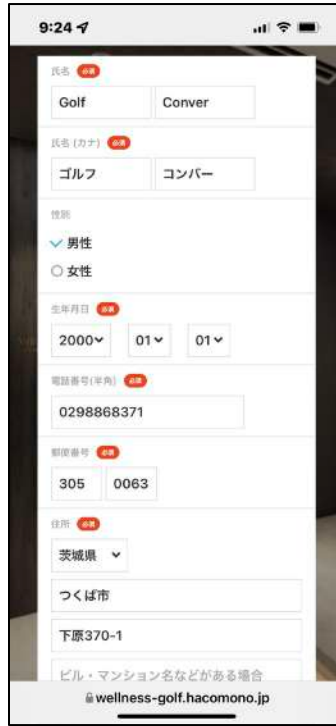 9:24
氏名 必須
Golf Conver
氏名 (カナ) 必須
ゴルフ コンバー
性別
男性
女性
生年月日 必須
2000 01 01
電話番号(半角) 必須
0298868371
郵便番号 必須
305 0063
住所 必須
茨城県
つくば市
下原370-1
ビル・マンション名などがある場合
wellness-golf.hacomono.jp